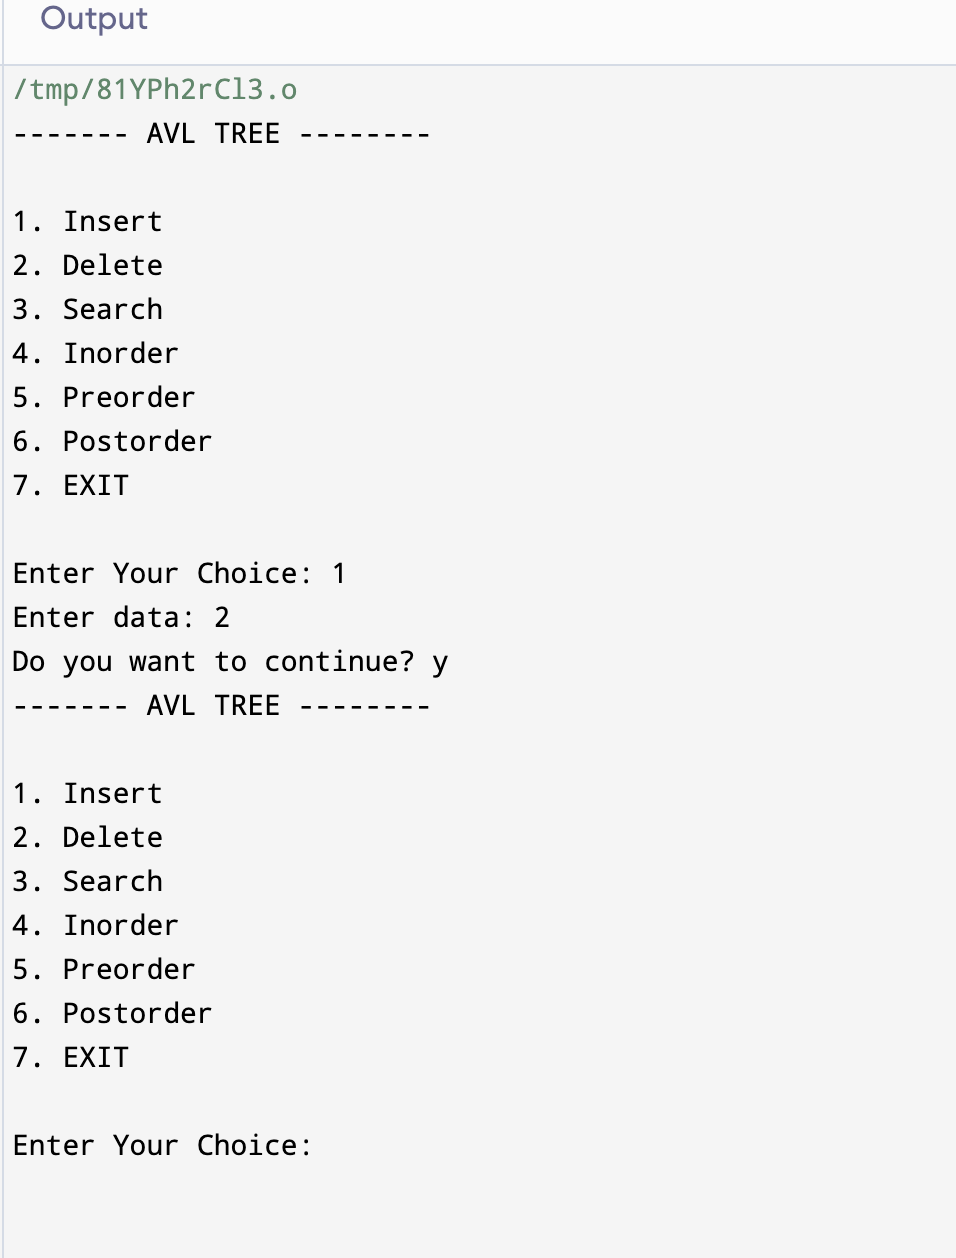 Output
/tmp/81YPh2rCl3.o
------- AVL TREE --------
1. Insert
2. Delete
3. Search
4. Inorder
5. Preorder
6. Postorder
7. EXIT
Enter Your Choice: 1
Enter data: 2
Do you want to continue? y
------- AVL TREE --------
1. Insert
2. Delete
3. Search
4. Inorder
5. Preorder
6. Postorder
7. EXIT
Enter Your Choice: